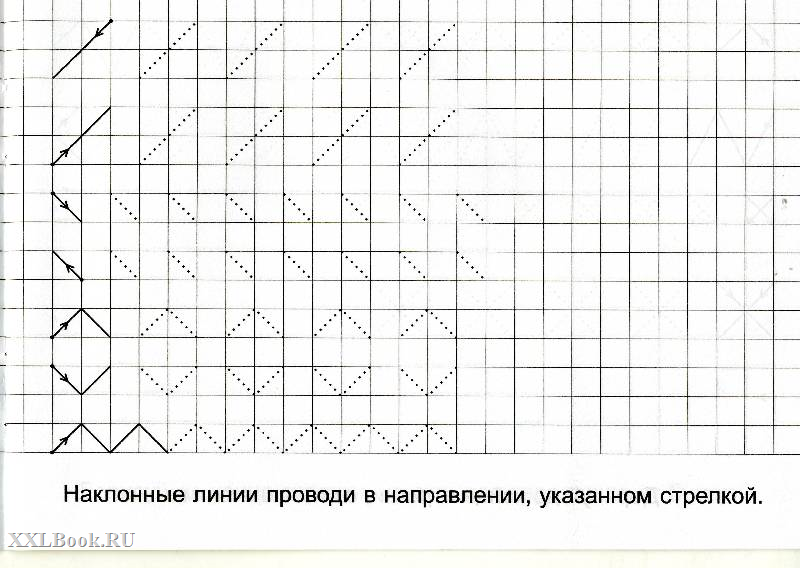 Наклонные линии проводи в направлении, указанном стрелкой.
XXLBook.RU